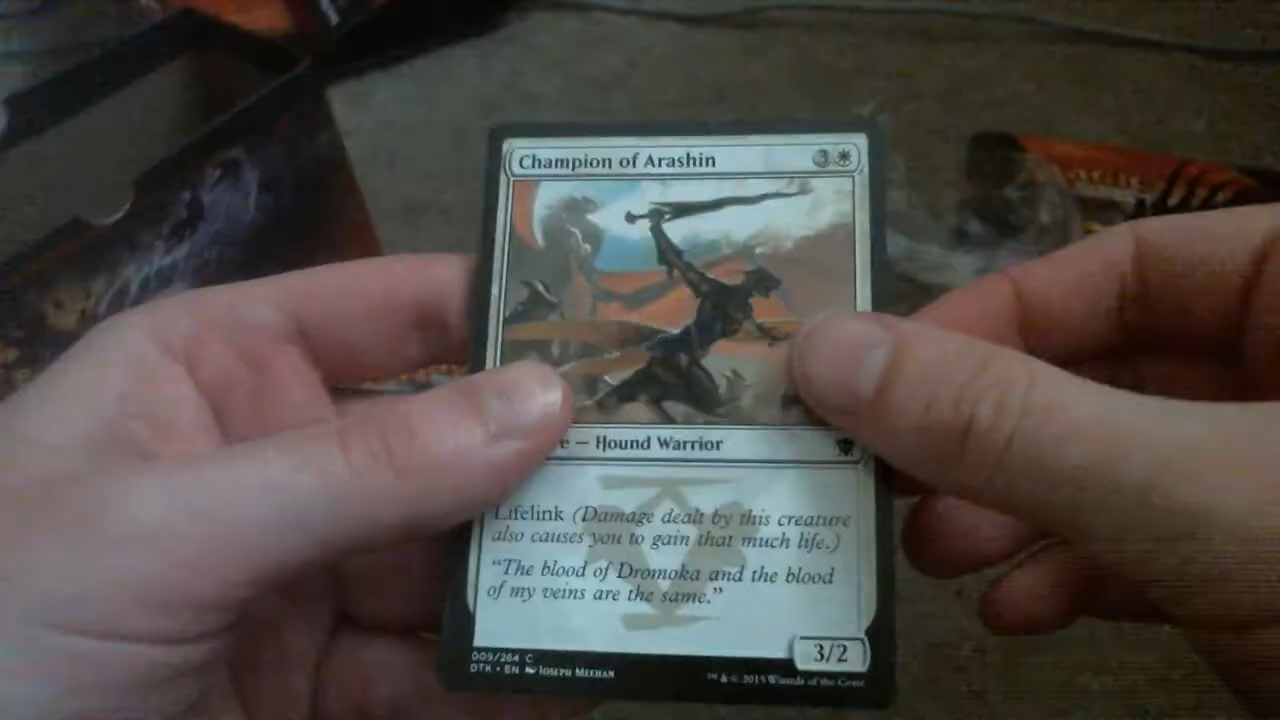 Champion of Arashin 3
e — Hound Warrior
Lifelink (Damage dealt by this creature
also causes you to gain that much life.)
"The blood of Dromoka and the blood
of my veins are the same."
3/2
009/264 C
DTK • EN Joseph Meehan
™ & © 2015 Wizards of the Coast
MAGIC